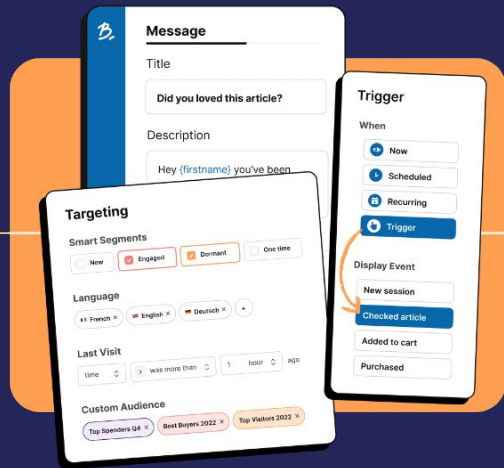 B.
Message
Title
Did you loved this article?
Description
Hey {firstname} you've been
Targeting
Smart Segments
New Engaged Dormant One time
Language
French × English × Deutsch × +
Last Visit
time > was more than 1 hour ago
Custom Audience
Top Spenders Q4 × Best Buyers 2022 × Top Visitors 2022 ×
Trigger
When
Now
Scheduled
Recurring
Trigger
Display Event
New session
Checked article
Added to cart
Purchased